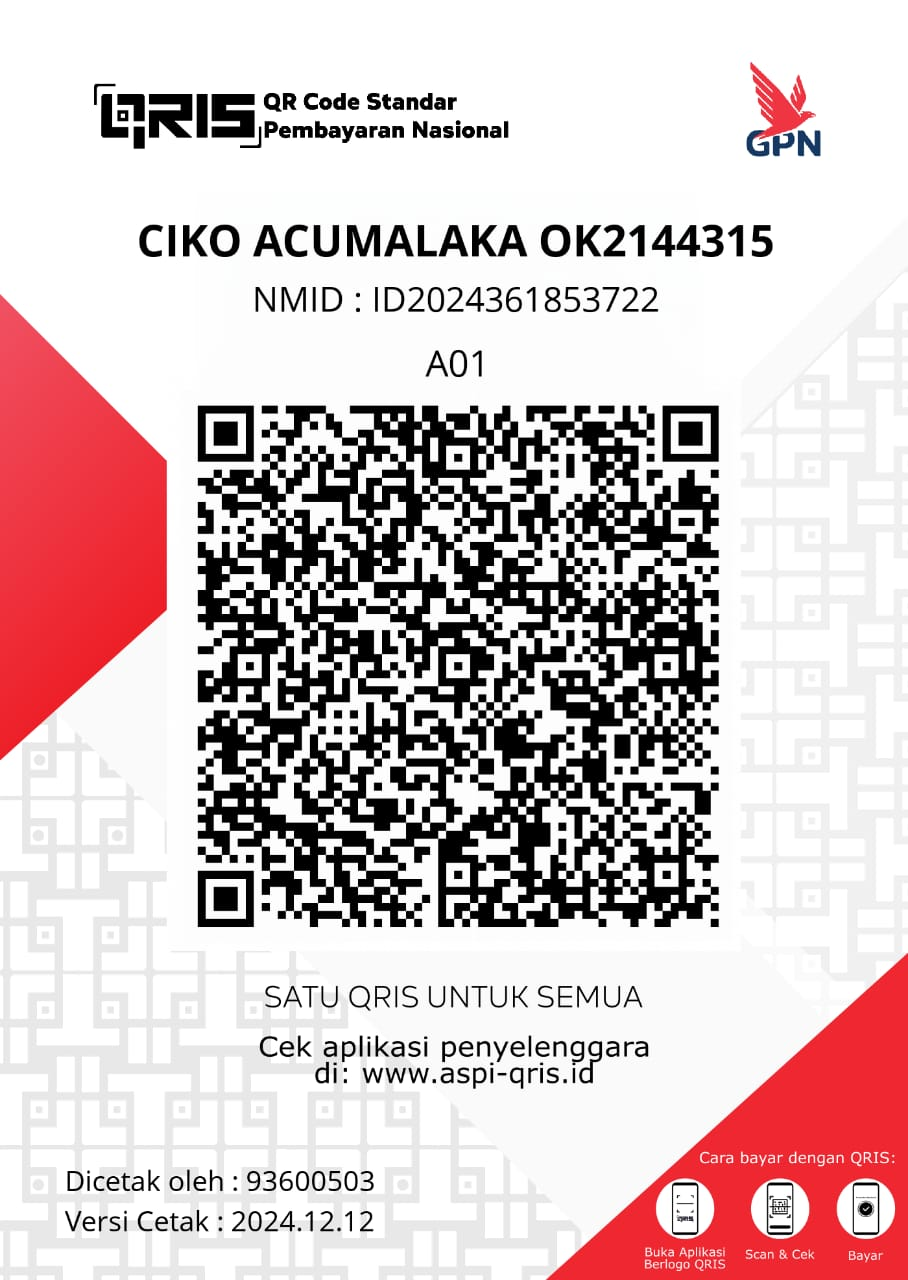 QRIS QR Code Standar
Pembayaran Nasional
GPN
CIKO ACUMALAKA OK2144315
NMID : ID2024361853722
A01
SATU QRIS UNTUK SEMUA
Cek aplikasi penyelenggara
di: www.aspi-qris.id
Dicetak oleh : 93600503
Versi Cetak : 2024.12.12
Cara bayar dengan QRIS:
Buka Aplikasi
Berlogo QRIS
Scan & Cek
Bayar